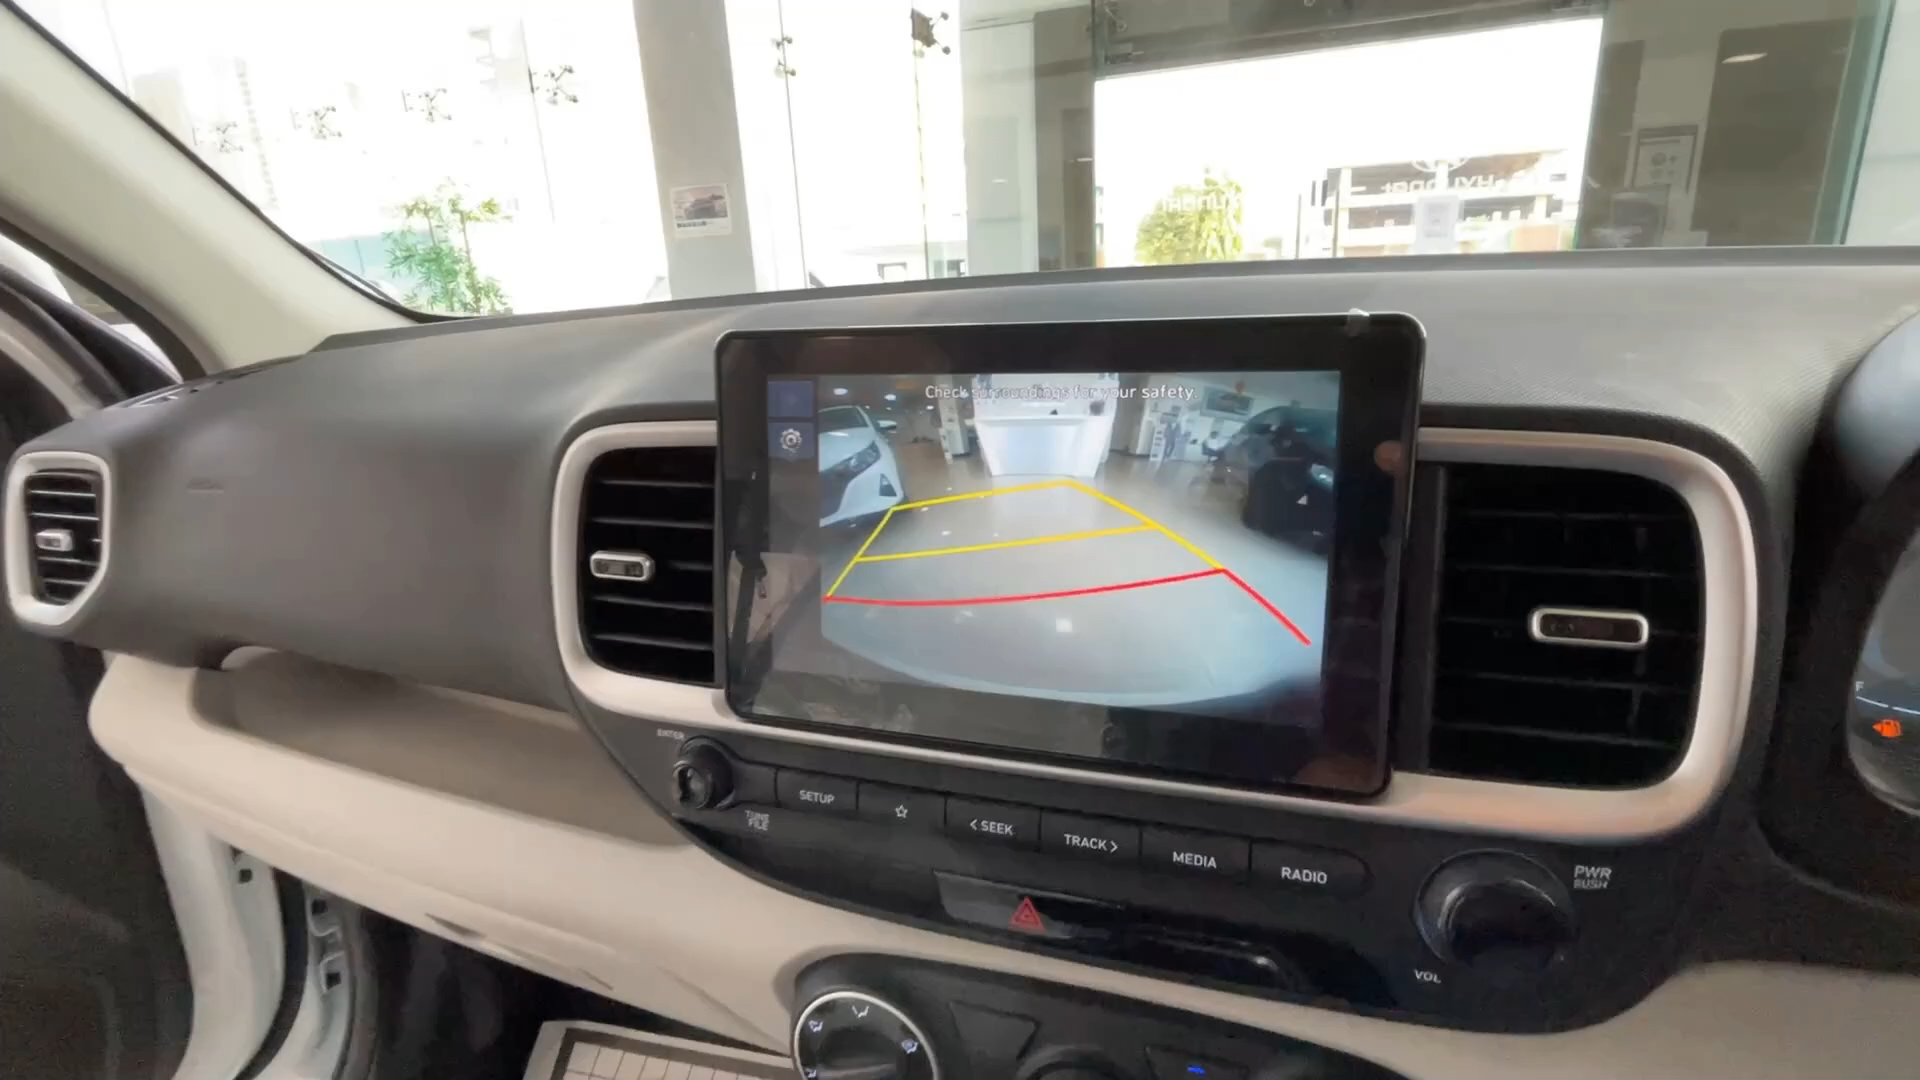 Check surroundings for your safety.
ENTER
TUNE
FILE
SETUP
< SEEK
TRACK >
MEDIA
RADIO
PWR
PUSH
VOL
F